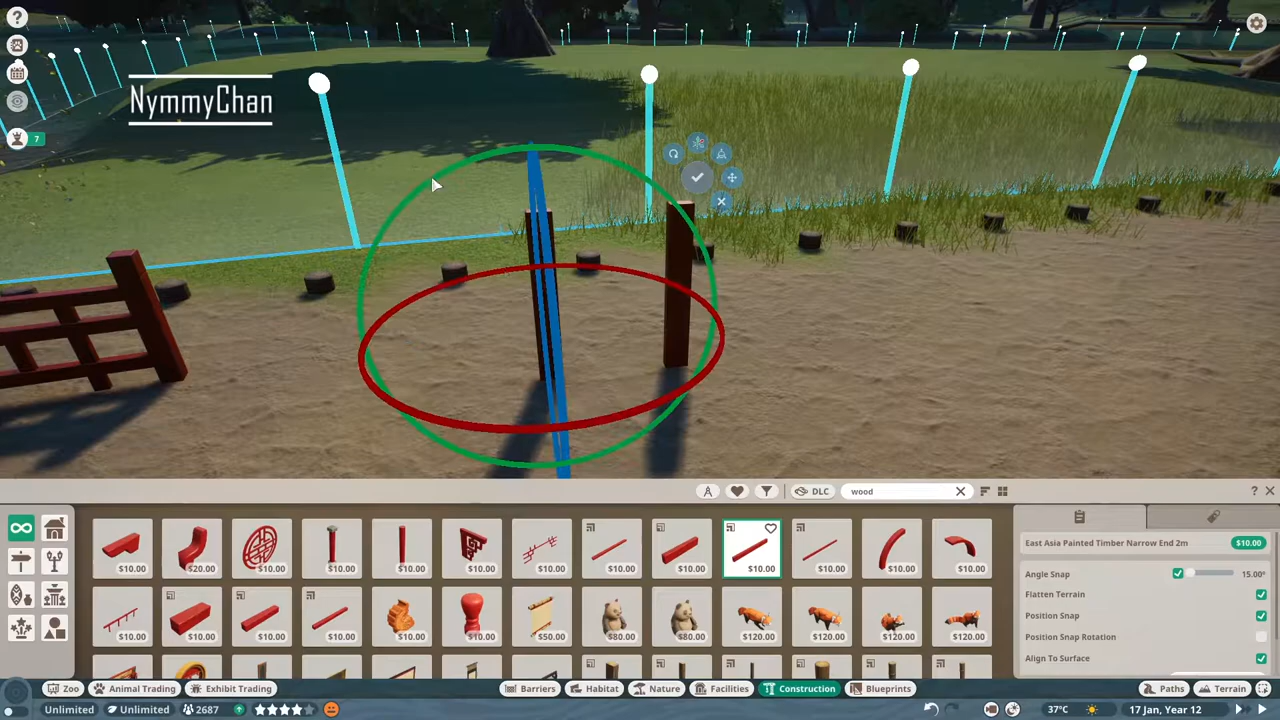 ?
NymmyChan
7
DLC
wood
? ×
$10.00 $20.00 $10.00 $10.00 $10.00 $10.00 $10.00 $10.00 $10.00 $10.00 $10.00 $10.00 $10.00
$10.00 $10.00 $10.00 $10.00 $10.00 $10.00 $50.00 $80.00 $80.00 $120.00 $120.00 $120.00 $120.00
East Asia Painted Timber Narrow End 2m $10.00
Angle Snap 15.00°
Flatten Terrain
Position Snap
Position Snap Rotation
Align To Surface
Zoo Animal Trading Exhibit Trading Barriers Habitat Nature Facilities Construction Blueprints Paths Terrain
Unlimited Unlimited 2687 37°C 17 Jan, Year 12